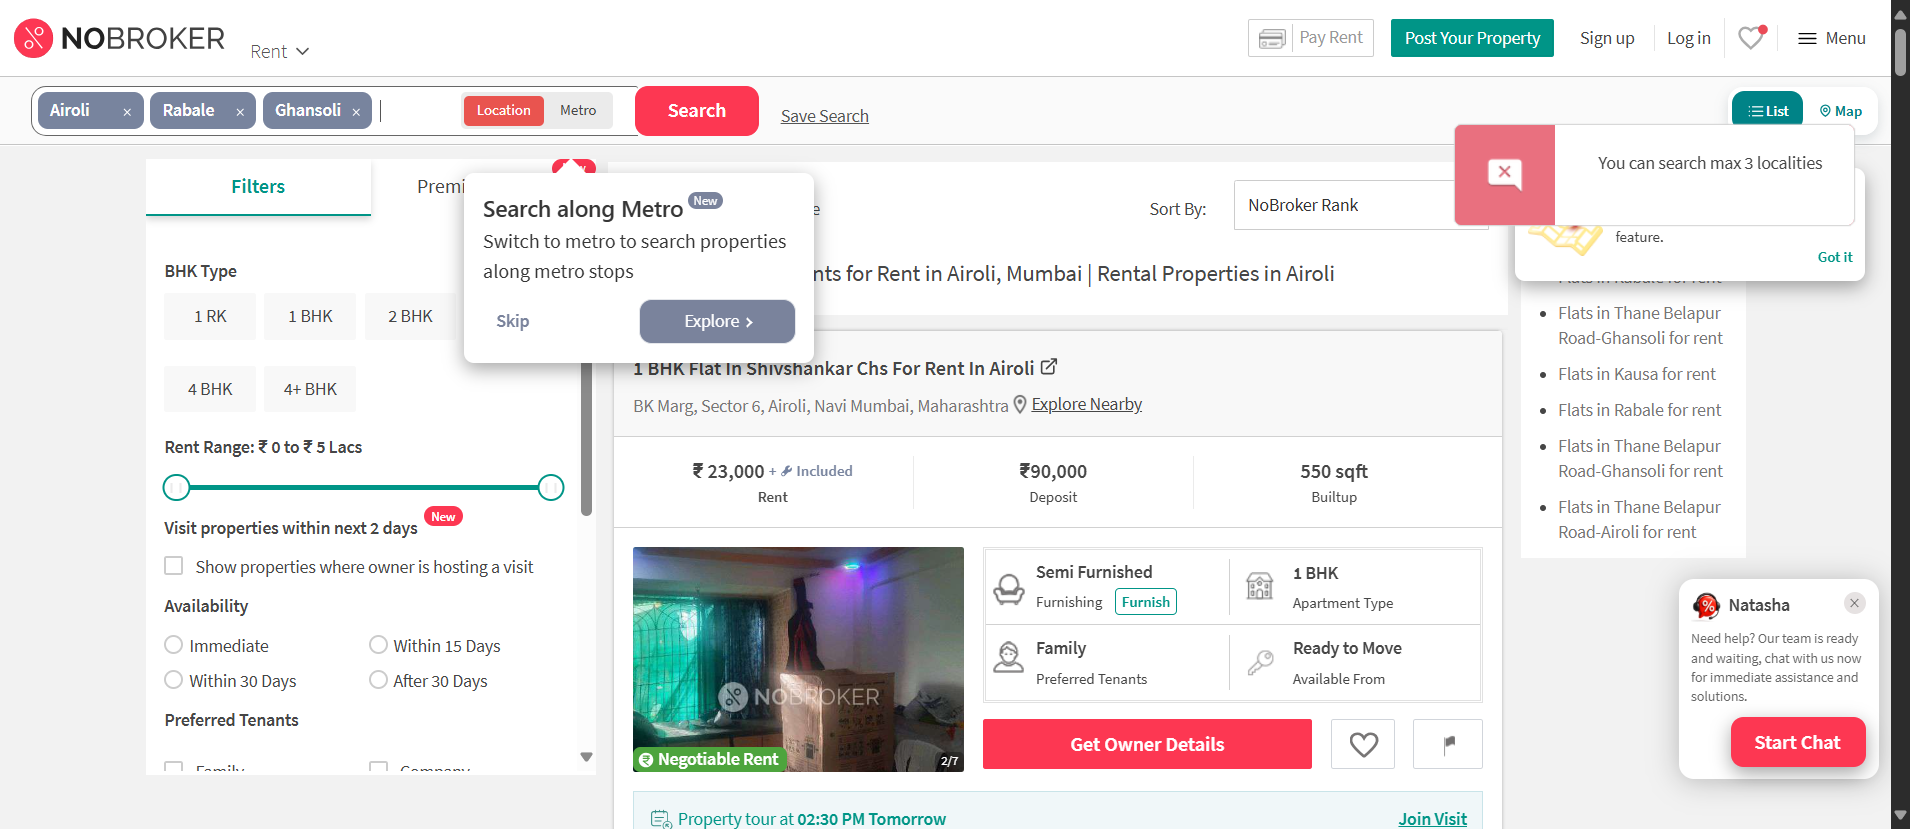 NOBROKER
Rent
Pay Rent
Post Your Property
Sign up
Log in
Menu
Airoli ×
Rabale ×
Ghansoli ×
Location
Metro
Search
Save Search
List
Map
You can search max 3 localities
feature.
Got it
Filters
Premi
Search along Metro New
Switch to metro to search properties
along metro stops
Skip
Explore
Sort By:
NoBroker Rank
nts for Rent in Airoli, Mumbai | Rental Properties in Airoli
BHK Type
1 RK
1 BHK
2 BHK
4 BHK
4+ BHK
Rent Range: ₹ 0 to ₹ 5 Lacs
Visit properties within next 2 days New
Show properties where owner is hosting a visit
Availability
Immediate
Within 15 Days
Within 30 Days
After 30 Days
Preferred Tenants
Family
Company
1 BHK Flat In Shivshankar Chs For Rent In Airoli
BK Marg, Sector 6, Airoli, Navi Mumbai, Maharashtra Explore Nearby
₹ 23,000 + Included
Rent
₹90,000
Deposit
550 sqft
Builtup
NOBROKER
Negotiable Rent
2/7
Semi Furnished
Furnishing Furnish
1 BHK
Apartment Type
Family
Preferred Tenants
Ready to Move
Available From
Get Owner Details
Property tour at 02:30 PM Tomorrow
Join Visit
Flats in Rabale for rent
Flats in Thane Belapur
Road-Ghansoli for rent
Flats in Kausa for rent
Flats in Rabale for rent
Flats in Thane Belapur
Road-Ghansoli for rent
Flats in Thane Belapur
Road-Airoli for rent
Natasha
Need help? Our team is ready
and waiting, chat with us now
for immediate assistance and
solutions.
Start Chat